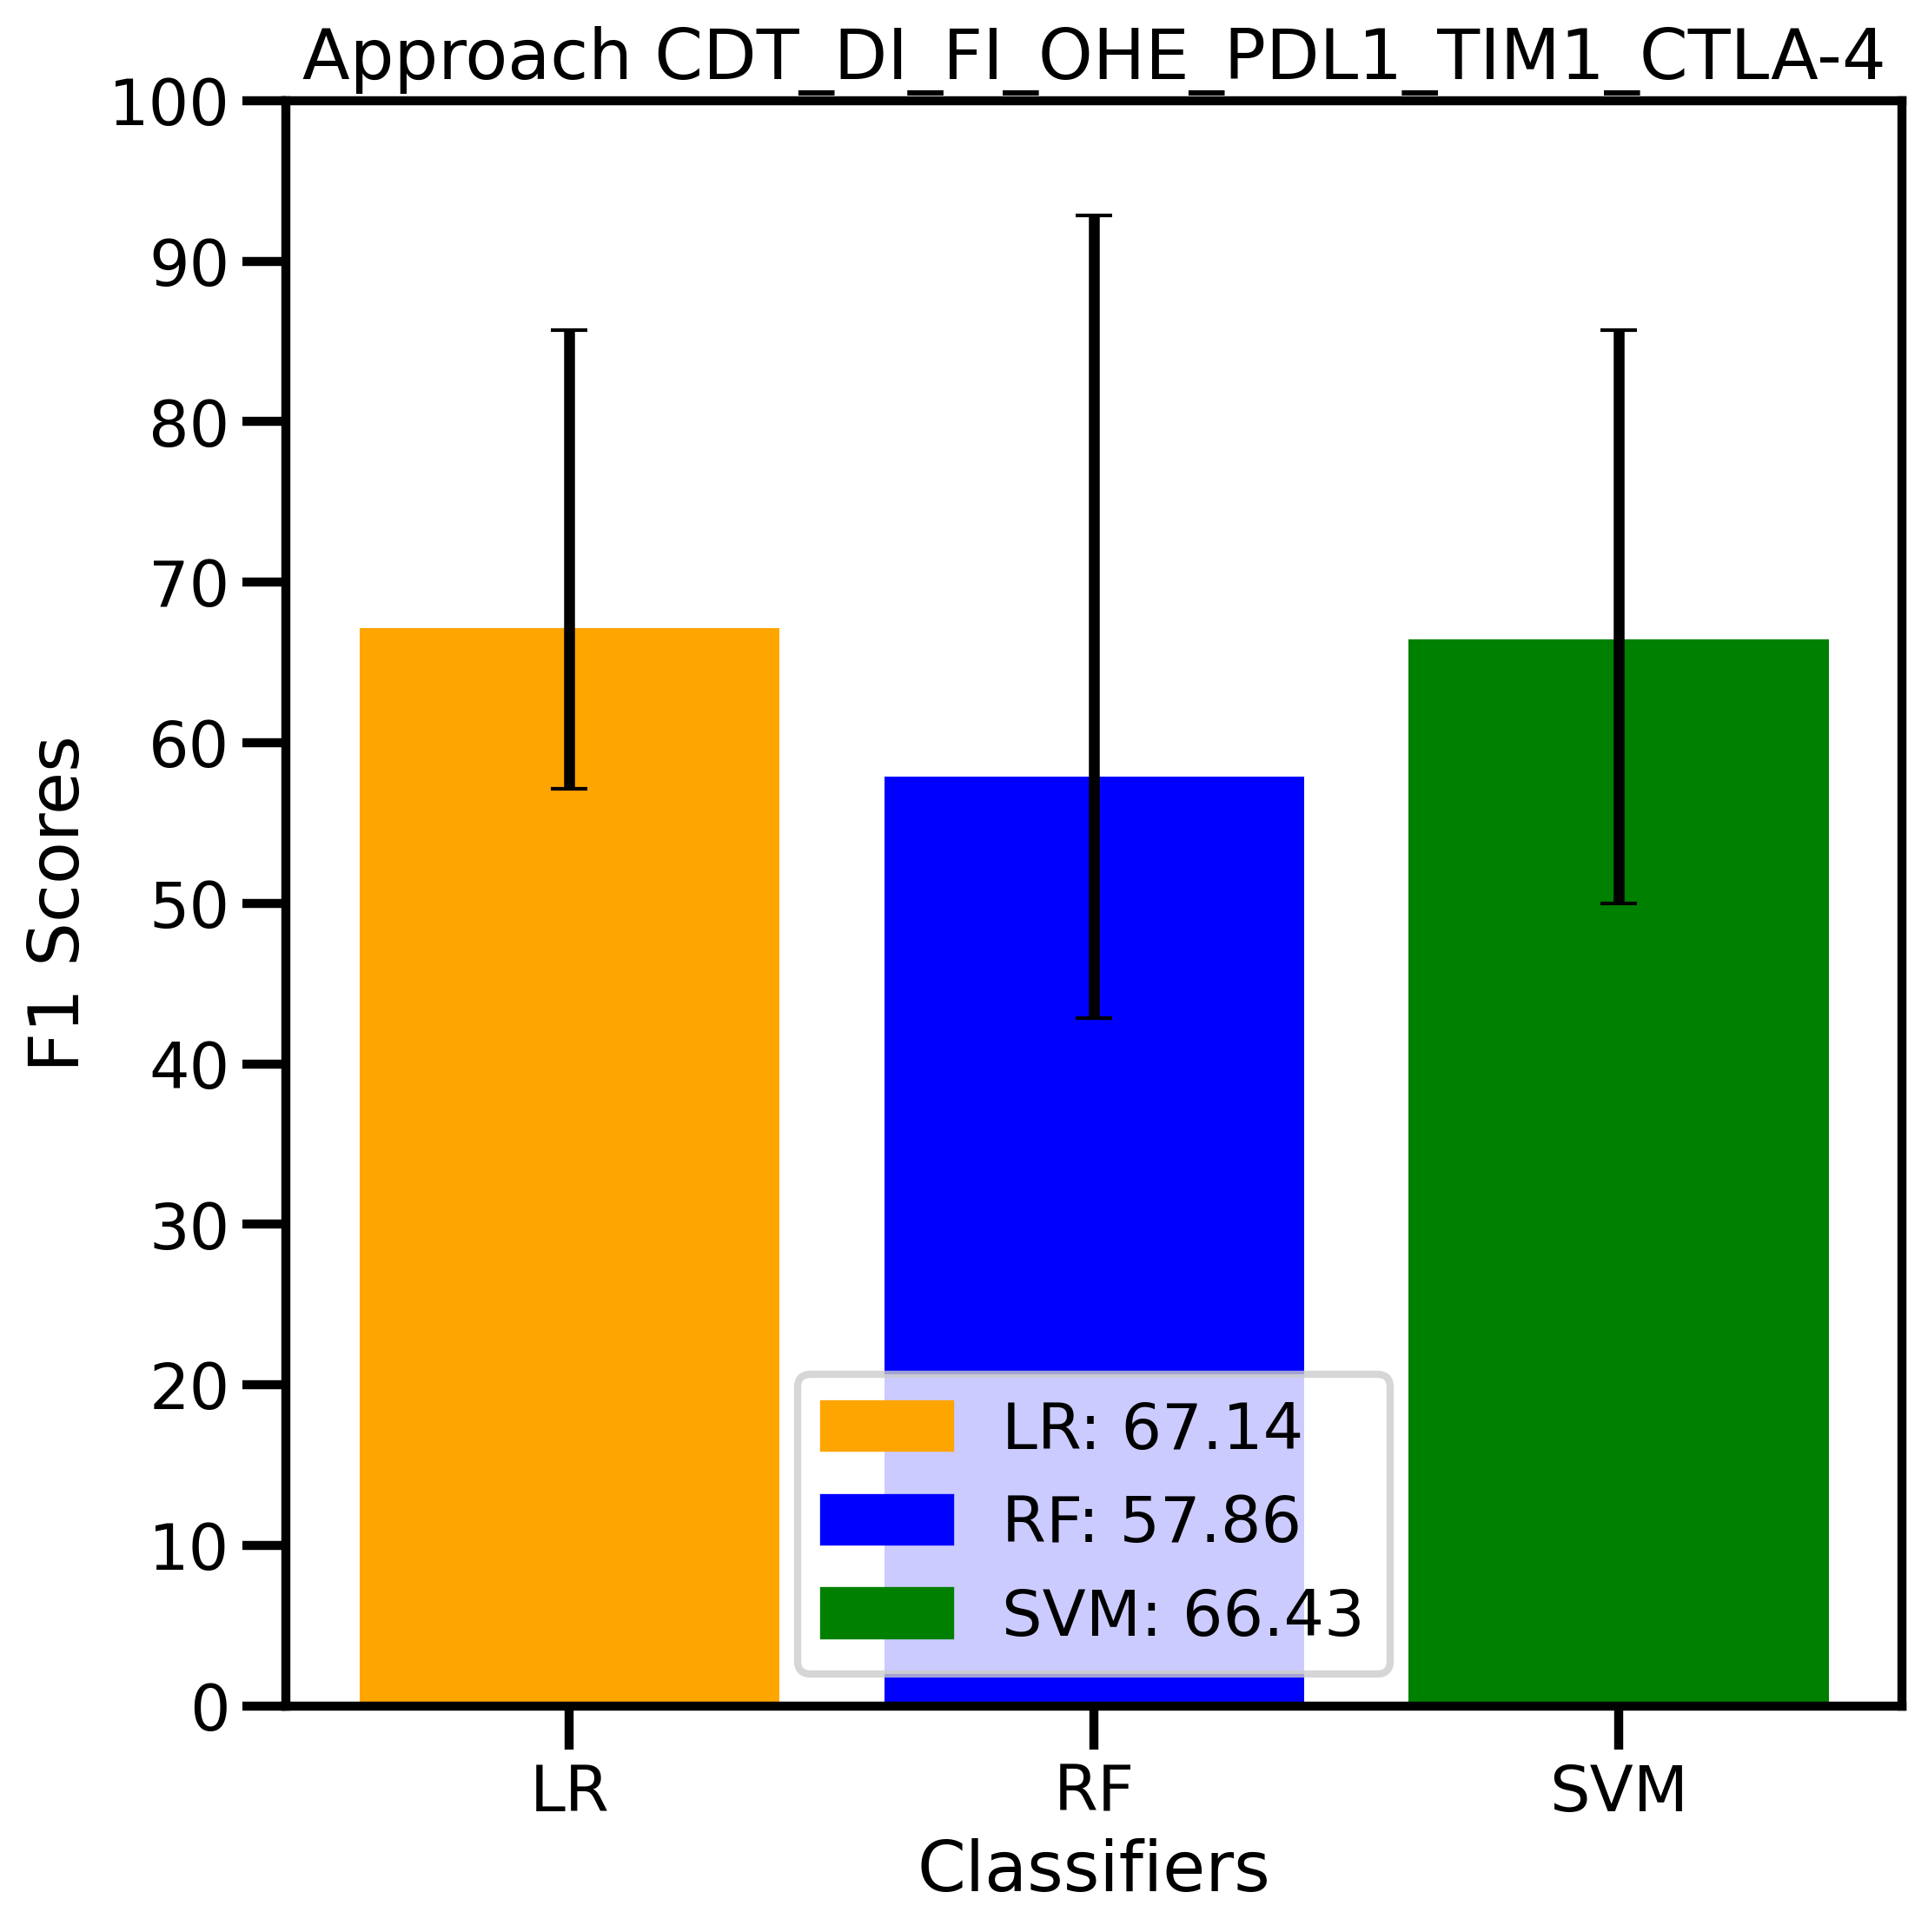 Approach CDT_DI_FI_OHE_PDL1_TIM1_CTLA-4
100
90
80
70
60
50
40
30
20
10
0
F1 Scores
LR: 67.14
RF: 57.86
SVM: 66.43
LR
RF
SVM
Classifiers